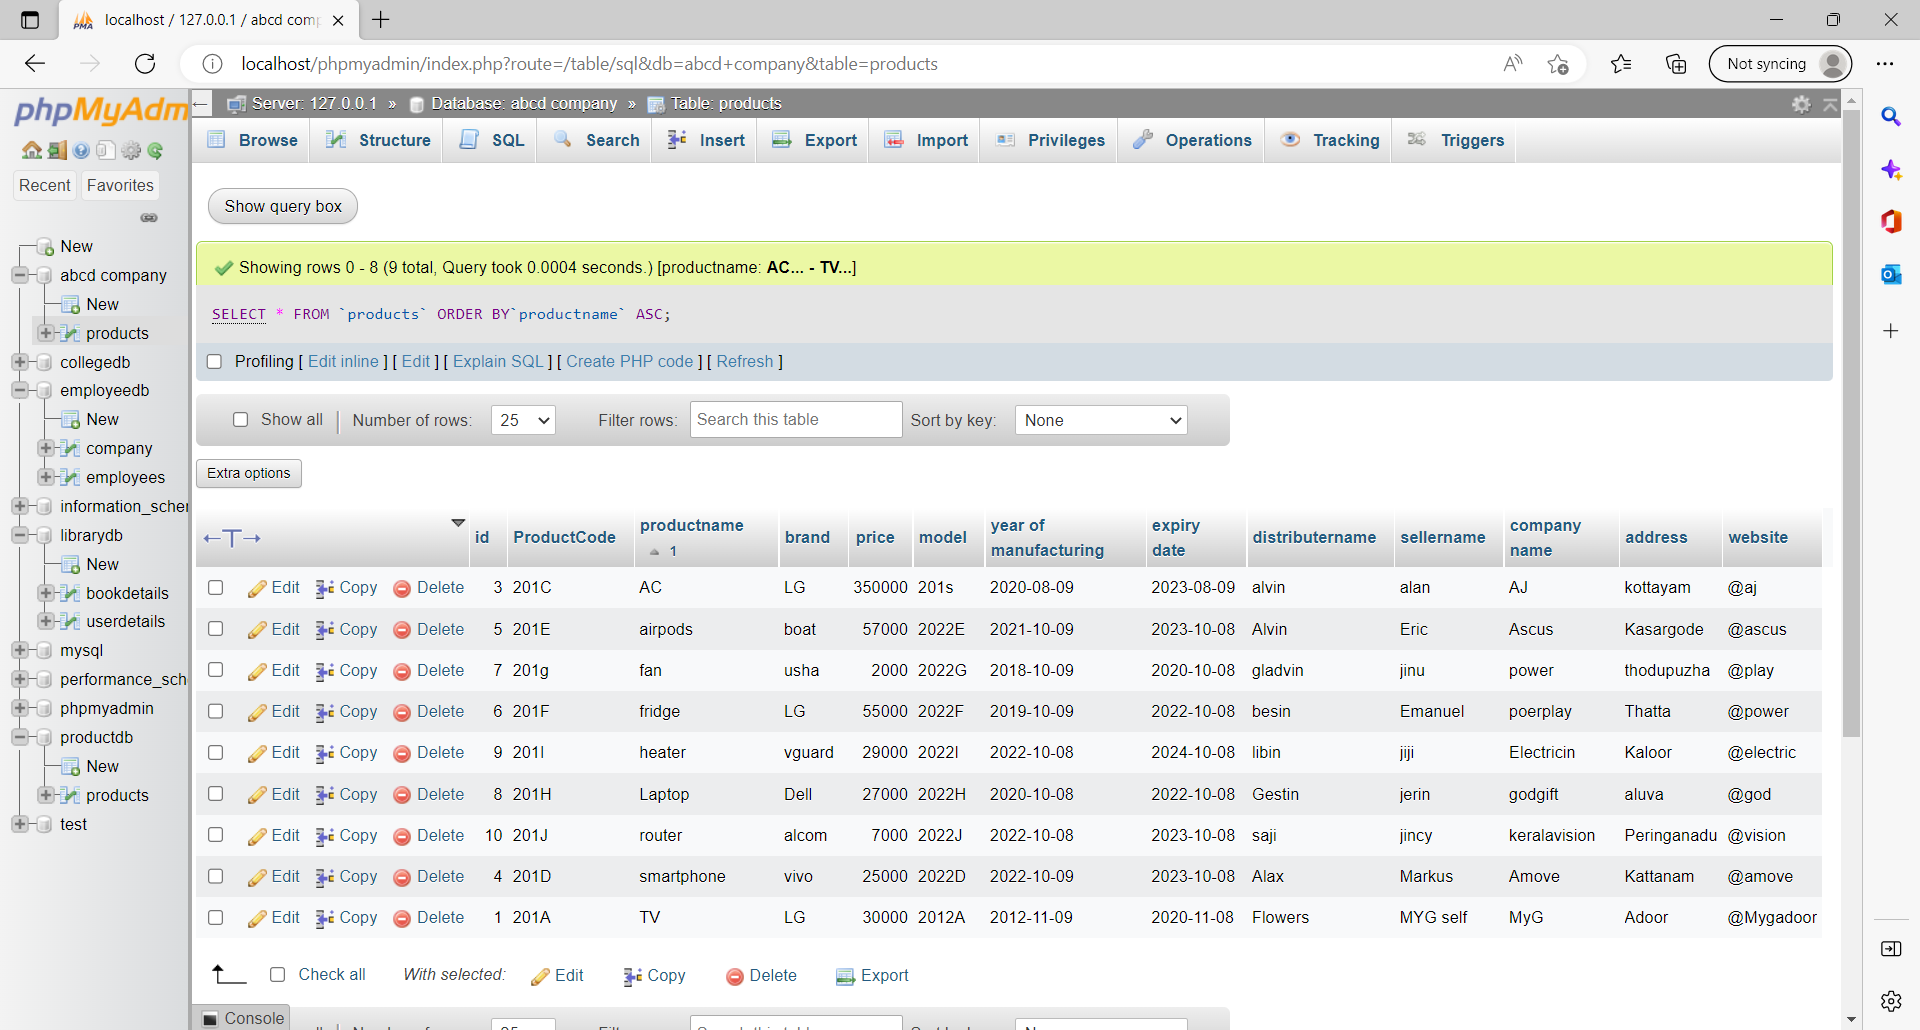 localhost / 127.0.0.1 / abcd comp
localhost/phpmyadmin/index.php?route=/table/sql&db=abcd+company&table=products
Not syncing
phpMyAdm
Recent Favorites
New
abcd company
New
products
collegedb
employeedb
New
company
employees
information_scher
librarydb
New
bookdetails
userdetails
mysql
performance_sch
phpmyadmin
productdb
New
products
test
Server: 127.0.0.1 » Database: abcd company » Table: products
Browse Structure SQL Search Insert Export Import Privileges Operations Tracking Triggers
Show query box
Showing rows 0 - 8 (9 total, Query took 0.0004 seconds.) [productname: AC... - TV...]
SELECT * FROM `products` ORDER BY`productname` ASC;
Profiling [ Edit inline ] [ Edit ] [ Explain SQL ] [ Create PHP code ] [ Refresh ]
Show all Number of rows: 25 Filter rows: Search this table Sort by key: None
Extra options
id ProductCode productname 1 brand price model year of manufacturing expiry date distributername sellername company name address website
Edit Copy Delete 3 201C AC LG 350000 201s 2020-08-09 2023-08-09 alvin alan AJ kottayam @aj
Edit Copy Delete 5 201E airpods boat 57000 2022E 2021-10-09 2023-10-08 Alvin Eric Ascus Kasargode @ascus
Edit Copy Delete 7 201g fan usha 2000 2022G 2018-10-09 2020-10-08 gladvin jinu power thodupuzha @play
Edit Copy Delete 6 201F fridge LG 55000 2022F 2019-10-09 2022-10-08 besin Emanuel poerplay Thatta @power
Edit Copy Delete 9 201I heater vguard 29000 2022I 2022-10-08 2024-10-08 libin jiji Electricin Kaloor @electric
Edit Copy Delete 8 201H Laptop Dell 27000 2022H 2020-10-08 2022-10-08 Gestin jerin godgift aluva @god
Edit Copy Delete 10 201J router alcom 7000 2022J 2022-10-08 2023-10-08 saji jincy keralavision Peringanadu @vision
Edit Copy Delete 4 201D smartphone vivo 25000 2022D 2022-10-09 2023-10-08 Alax Markus Amove Kattanam @amove
Edit Copy Delete 1 201A TV LG 30000 2012A 2012-11-09 2020-11-08 Flowers MYG self MyG Adoor @Mygadoor
Check all With selected: Edit Copy Delete Export
Console